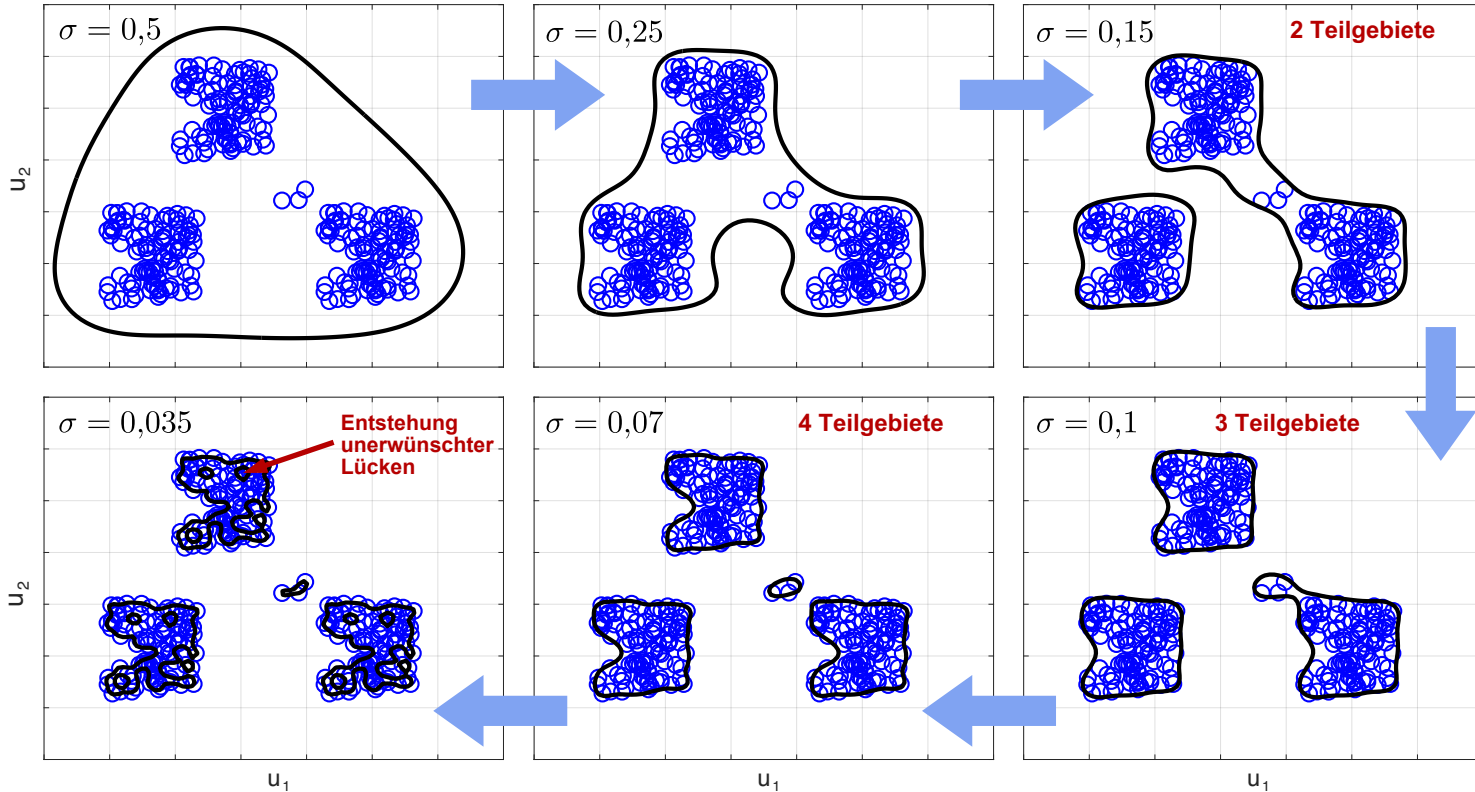 σ = 0,5
σ = 0,25
σ = 0,15
2 Teilgebiete
u₂
σ = 0,035
Entstehung
unerwünschter
Lücken
σ = 0,07
4 Teilgebiete
σ = 0,1
3 Teilgebiete
u₂
u₁
u₁